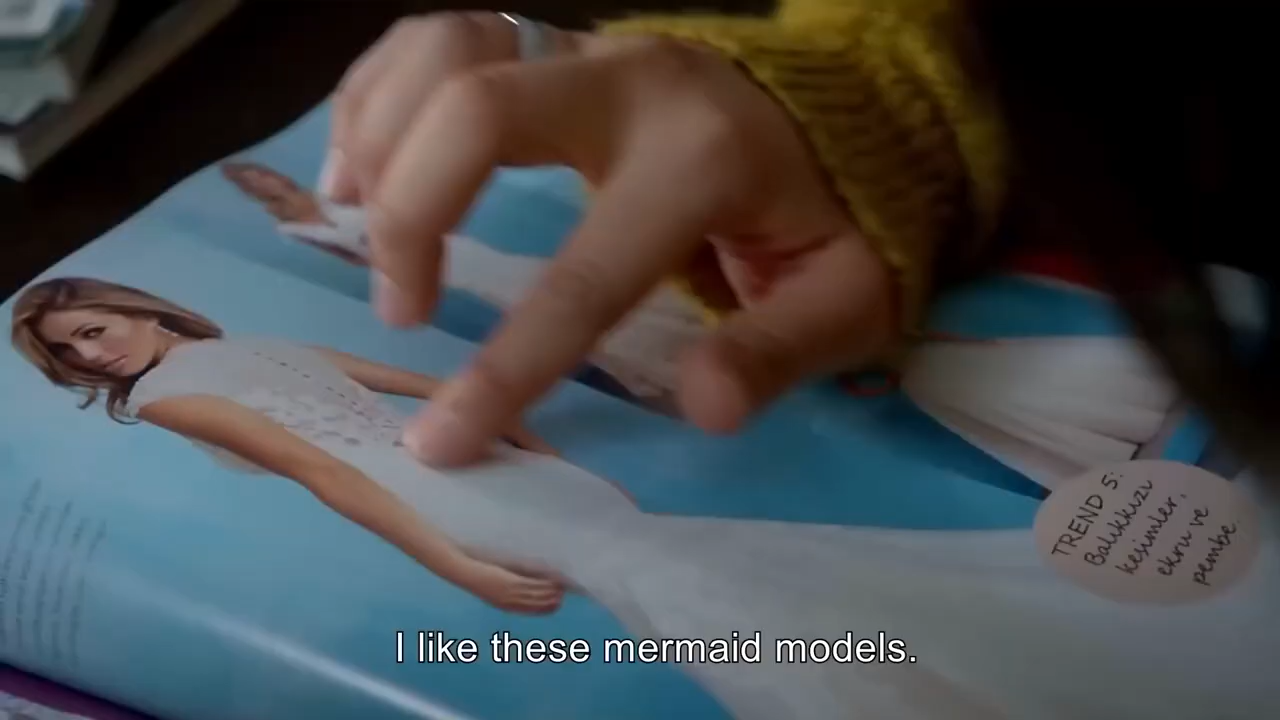 TREND 5:
Balıkkızı
kesimler,
ekru ve
pembe.
I like these mermaid models.